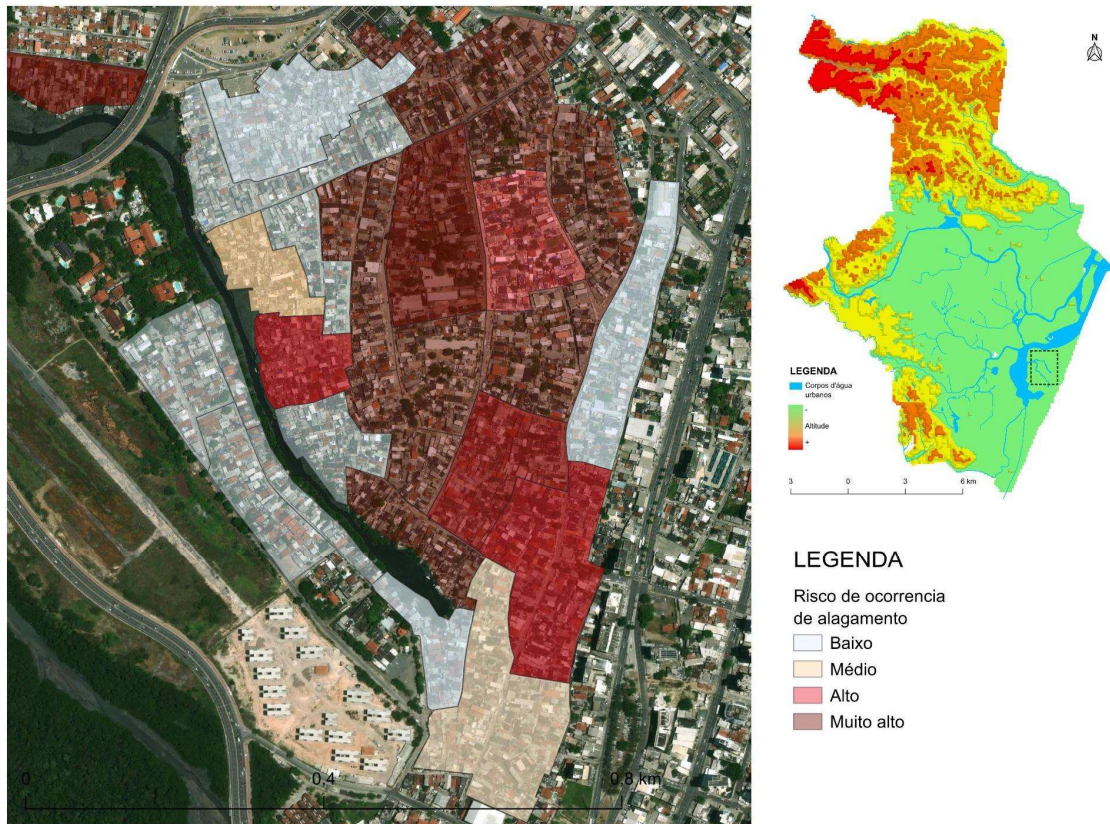 N
LEGENDA
Corpos d'água
urbanos
-
Altitude
+
3 0 3 6 km
LEGENDA
Risco de ocorrencia
de alagamento
Baixo
Médio
Alto
Muito alto
0 0.4 0.8 km